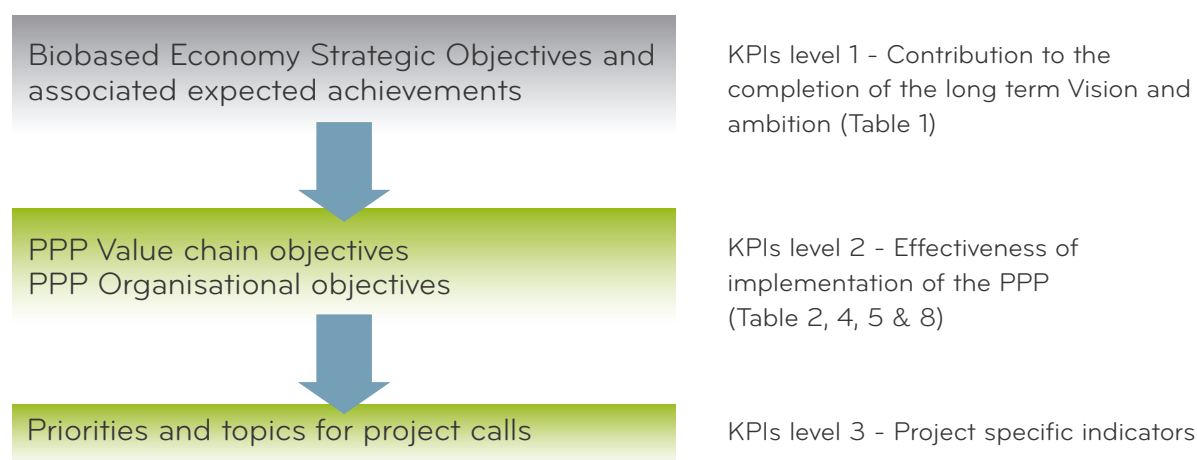 Biobased Economy Strategic Objectives and
associated expected achievements
KPIs level 1 - Contribution to the
completion of the long term Vision and
ambition (Table 1)
PPP Value chain objectives
PPP Organisational objectives
KPIs level 2 - Effectiveness of
implementation of the PPP
(Table 2, 4, 5 & 8)
Priorities and topics for project calls
KPIs level 3 - Project specific indicators